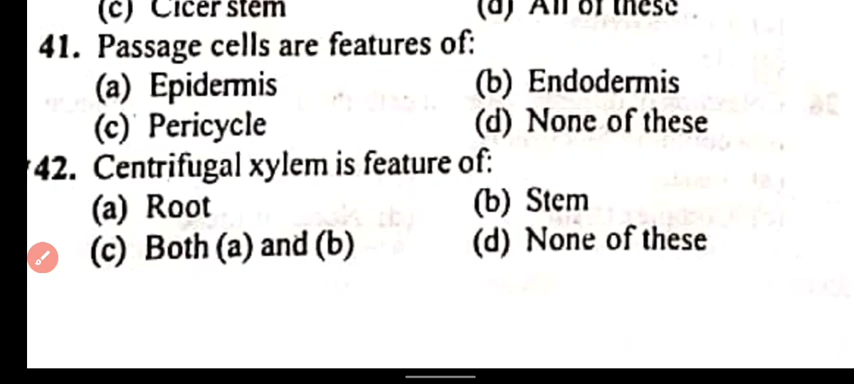 (c) Cicer stem (d) All of these
41. Passage cells are features of:
(a) Epidermis (b) Endodermis
(c) Pericycle (d) None of these
42. Centrifugal xylem is feature of:
(a) Root (b) Stem
(c) Both (a) and (b) (d) None of these